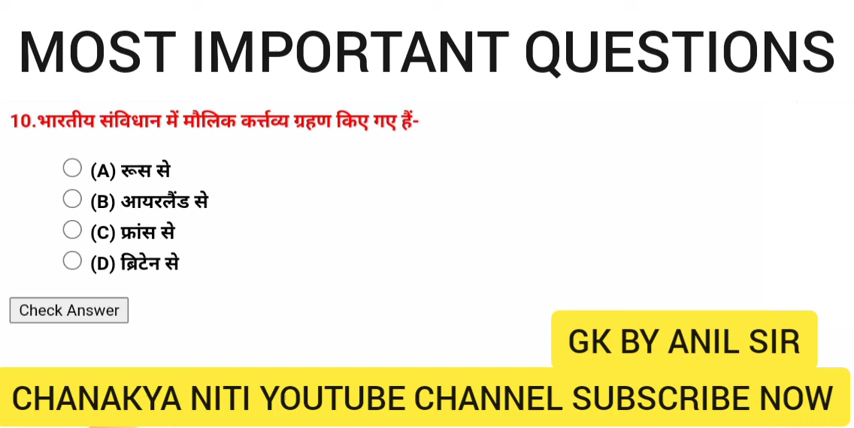 MOST IMPORTANT QUESTIONS
10.भारतीय संविधान में मौलिक कर्त्तव्य ग्रहण किए गए हैं-
(A) रूस से
(B) आयरलैंड से
(C) फ्रांस से
(D) ब्रिटेन से
Check Answer
GK BY ANIL SIR
CHANAKYA NITI YOUTUBE CHANNEL SUBSCRIBE NOW